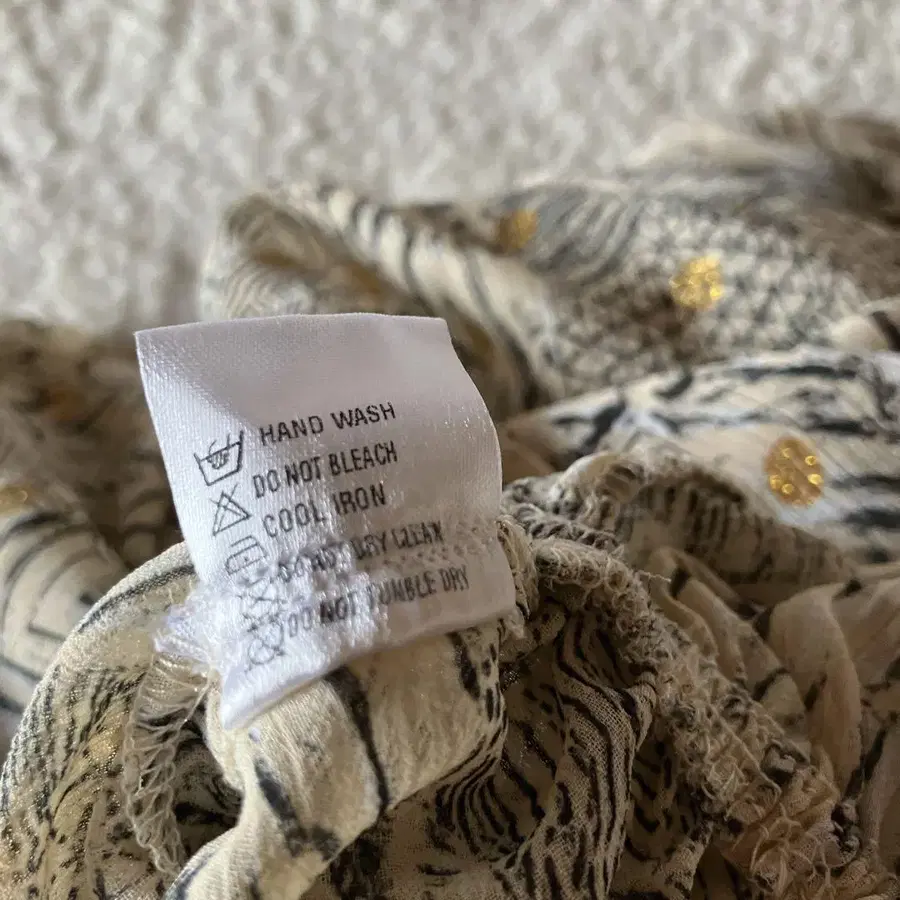 HAND WASH
DO NOT BLEACH
COOL IRON
DO NOT DRY CLEAN
DO NOT TUMBLE DRY